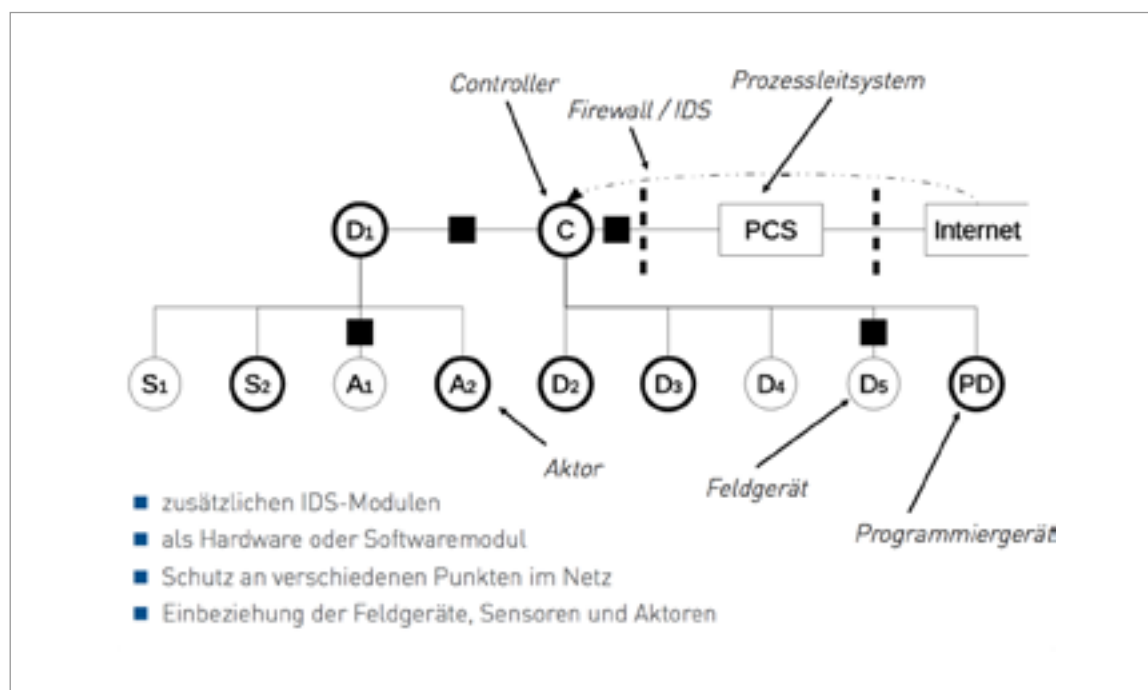 Controller
Prozessleitsystem
Firewall / IDS
D1
C
PCS
Internet
S1
S2
A1
A2
D2
D3
D4
D5
PD
Aktor
Feldgerät
Programmiergerät
zusätzlichen IDS-Modulen
als Hardware oder Softwaremodul
Schutz an verschiedenen Punkten im Netz
Einbeziehung der Feldgeräte, Sensoren und Aktoren